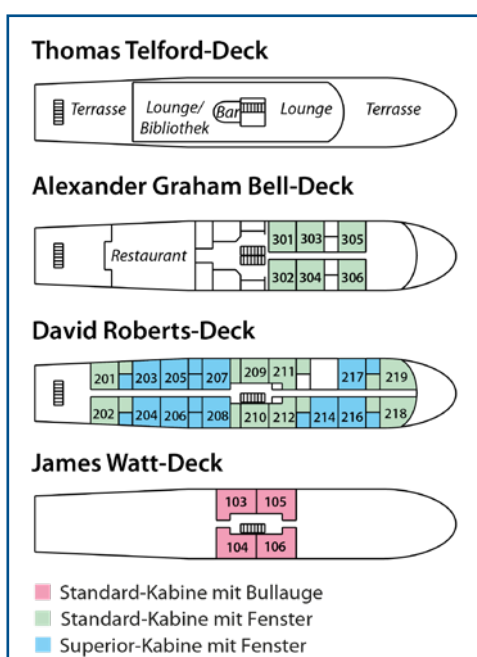 Thomas Telford-Deck
Terrasse Lounge/ Bar Lounge Terrasse
Bibliothek
Alexander Graham Bell-Deck
301 303 305
Restaurant
302 304 306
David Roberts-Deck
201 203 205 207 209 211 217 219
202 204 206 208 210 212 214 216 218
James Watt-Deck
103 105
104 106
Standard-Kabine mit Bullauge
Standard-Kabine mit Fenster
Superior-Kabine mit Fenster